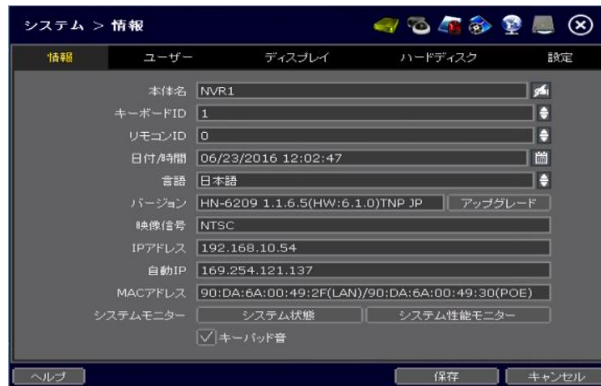 システム > 情報
情報 ユーザー ディスプレイ ハードディスク 設定
本体名 NVR1
キーボードID 1
リモコンID 0
日付/時間 06/23/2016 12:02:47
言語 日本語
バージョン HN-6209 1.1.6.5(HW:6.1.0)TNP JP アップグレード
映像信号 NTSC
IPアドレス 192.168.10.54
自動IP 169.254.121.137
MACアドレス 90:DA:6A:00:49:2F(LAN)/90:DA:6A:00:49:30(POE)
システムモニター システム状態 システム性能モニター
キーパッド音
ヘルプ 保存 キャンセル